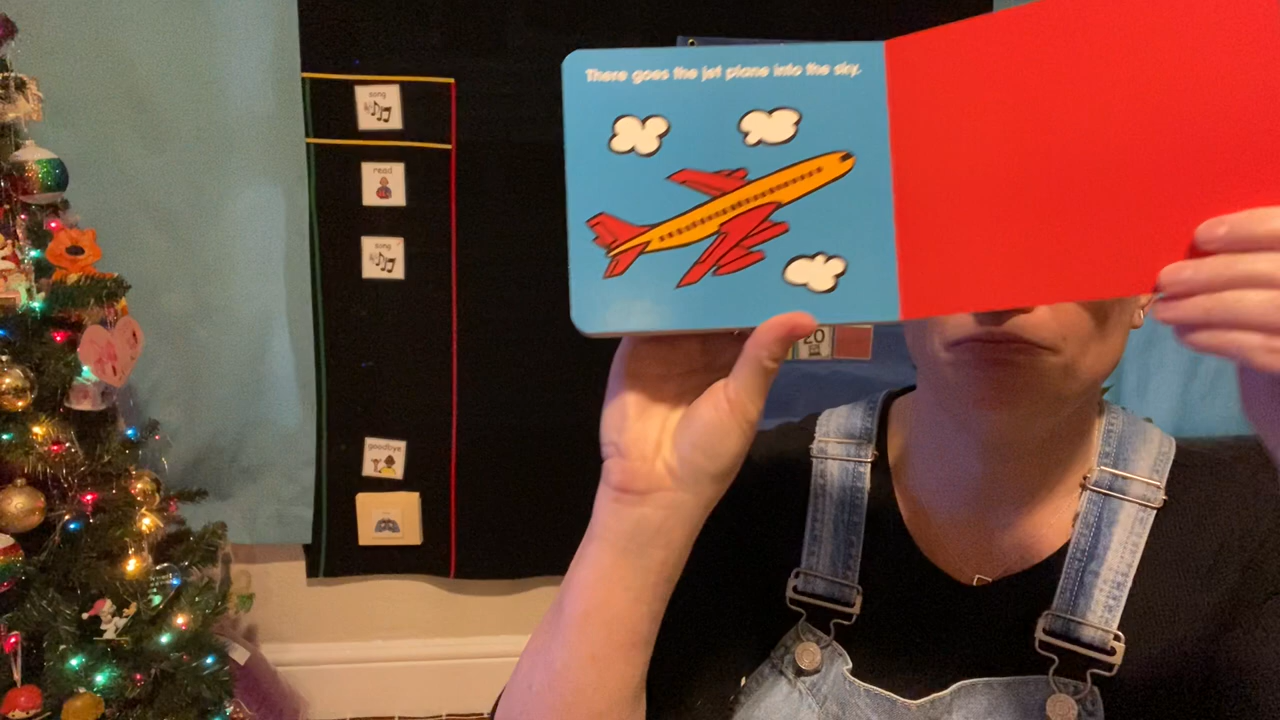 There goes the jet plane into the sky.
song
read
song
goodbye
20